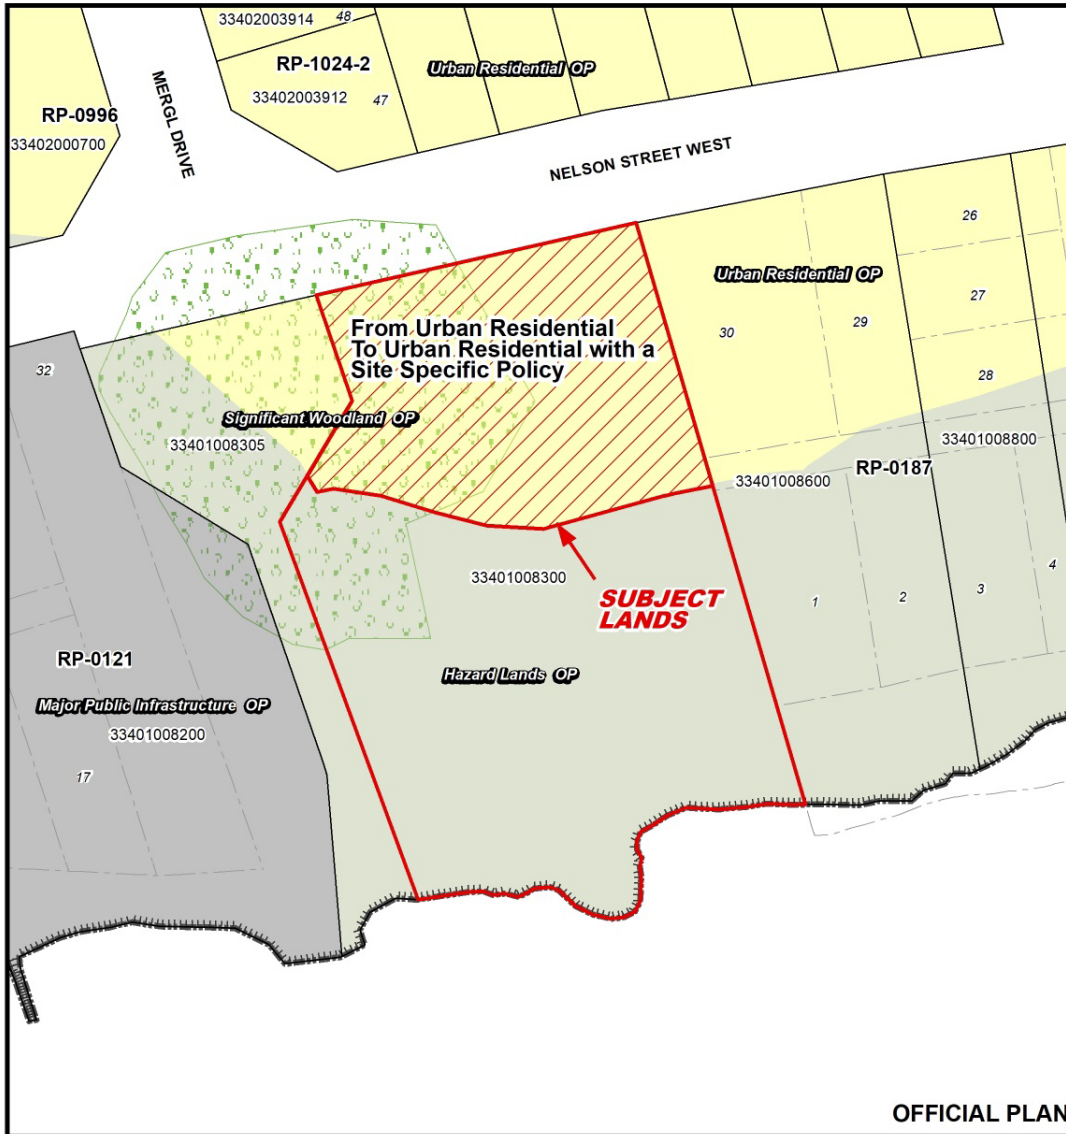 33402003914
48
RP-1024-2
33402003912
47
Urban Residential OP
MERGL DRIVE
RP-0996
33402000700
NELSON STREET WEST
26
Urban Residential OP
27
30
29
28
From Urban Residential
To Urban Residential with a
Site Specific Policy
32
Significant Woodland OP
33401008305
33401008800
RP-0187
33401008600
33401008300
SUBJECT
LANDS
1
2
3
4
RP-0121
Hazard Lands OP
Major Public Infrastructure OP
33401008200
17
OFFICIAL PLAN